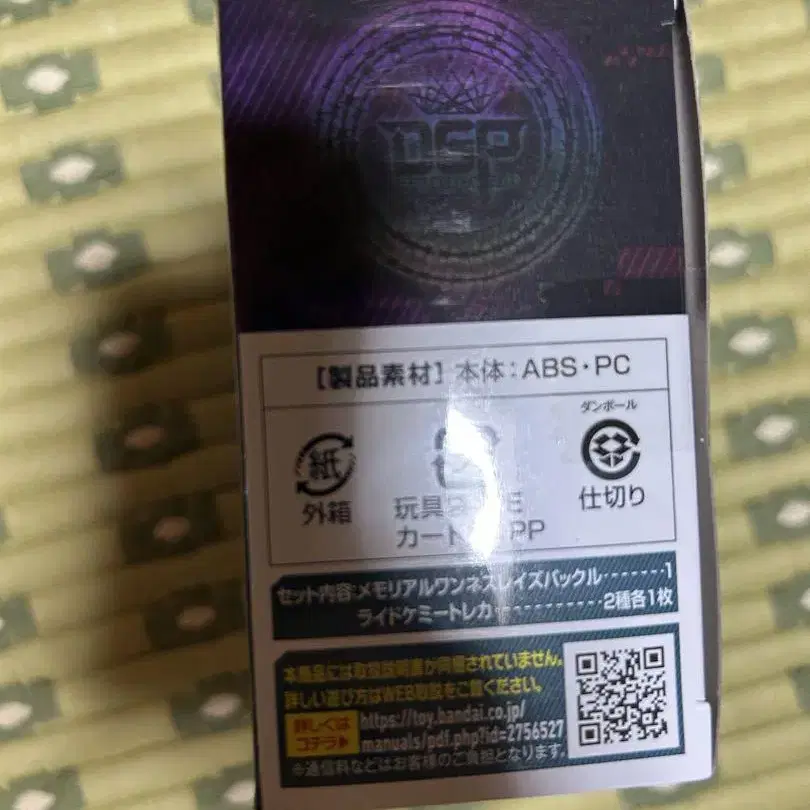 DGP
【製品素材】本体：ABS・PC
ダンボール
紙
外箱
玩具
カート PP
仕切り
セット内容:メモリアルワンネスレイズバックル‥‥‥‥1
ライドケミートレカ‥‥‥‥‥‥2種各1枚
本商品には取扱説明書が同梱されていません。
詳しい遊び方はWEB取説をご覧ください。
詳しくは
コチラ▶
https://toy.bandai.co.jp/
manuals/pdf.php?id=2756527
※通信料などはお客様のご負担となります。